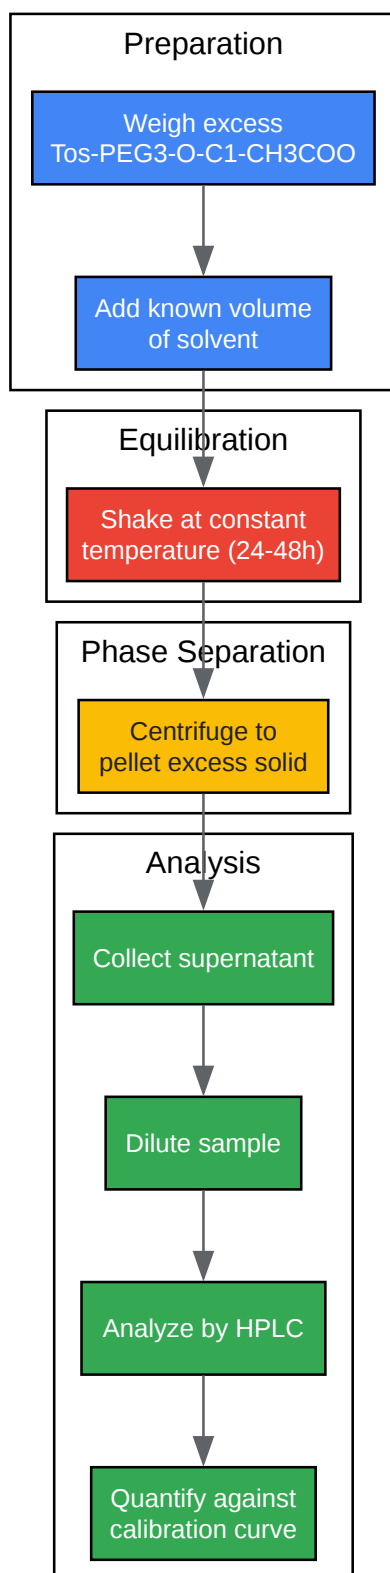 Preparation
Weigh excess
Tos-PEG3-O-C1-CH3COO
Add known volume
of solvent
Equilibration
Shake at constant
temperature (24-48h)
Phase Separation
Centrifuge to
pellet excess solid
Analysis
Collect supernatant
Dilute sample
Analyze by HPLC
Quantify against
calibration curve